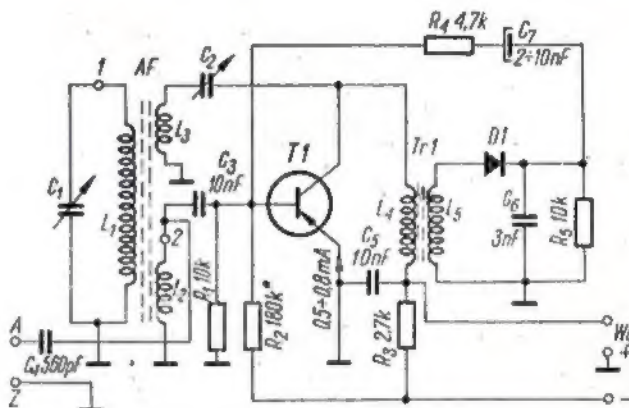 R4 4,7k
C7
2÷10nF
1
AF
C2
L3
C3
10nF
T1
Tr1
D1
C1
L1
L4
L5
C6
3nF
R5 10k
2
L2
C5
10nF
R1 10k
R2 180k*
0,5÷0,8mA
R3 2,7k
A
C4 560pF
Z